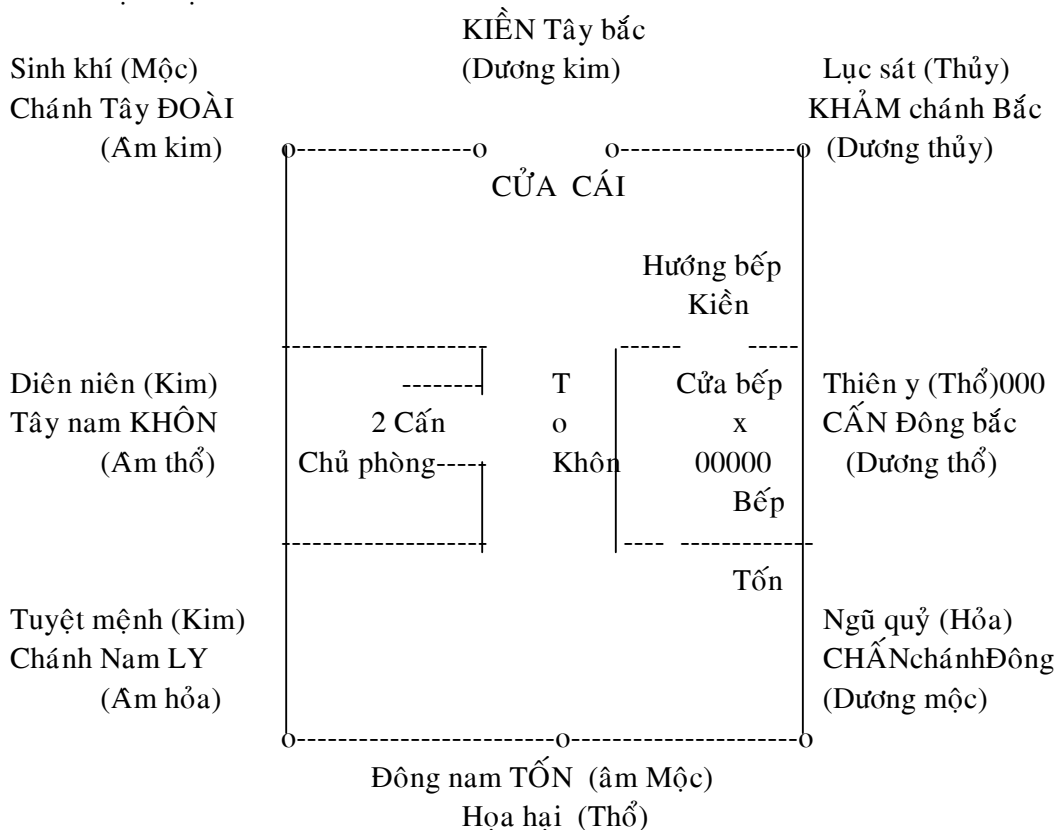 KIỀN Tây bắc
Sinh khí (Mộc) (Dương kim) Lục sát (Thủy)
Chánh Tây ĐOÀI KHẢM chánh Bắc
(Âm kim) o-----------------o o-----------------o (Dương thủy)
CỬA CÁI
Hướng bếp
Kiền
------------------- ------ -----
Diên niên (Kim) -------- T Cửa bếp Thiên y (Thổ)000
Tây nam KHÔN 2 Cấn o x CẤN Đông bắc
(Âm thổ) Chủ phòng----- Khôn 00000 (Dương thổ)
Bếp
------------------- ---- ------------
Tốn
Tuyệt mệnh (Kim) Ngũ quỷ (Hỏa)
Chánh Nam LY CHẤNchánhĐông
(Âm hỏa) (Dương mộc)
o-------------------------o-----------------------o
Đông nam TỐN (âm Mộc)
Họa hại (Thổ)